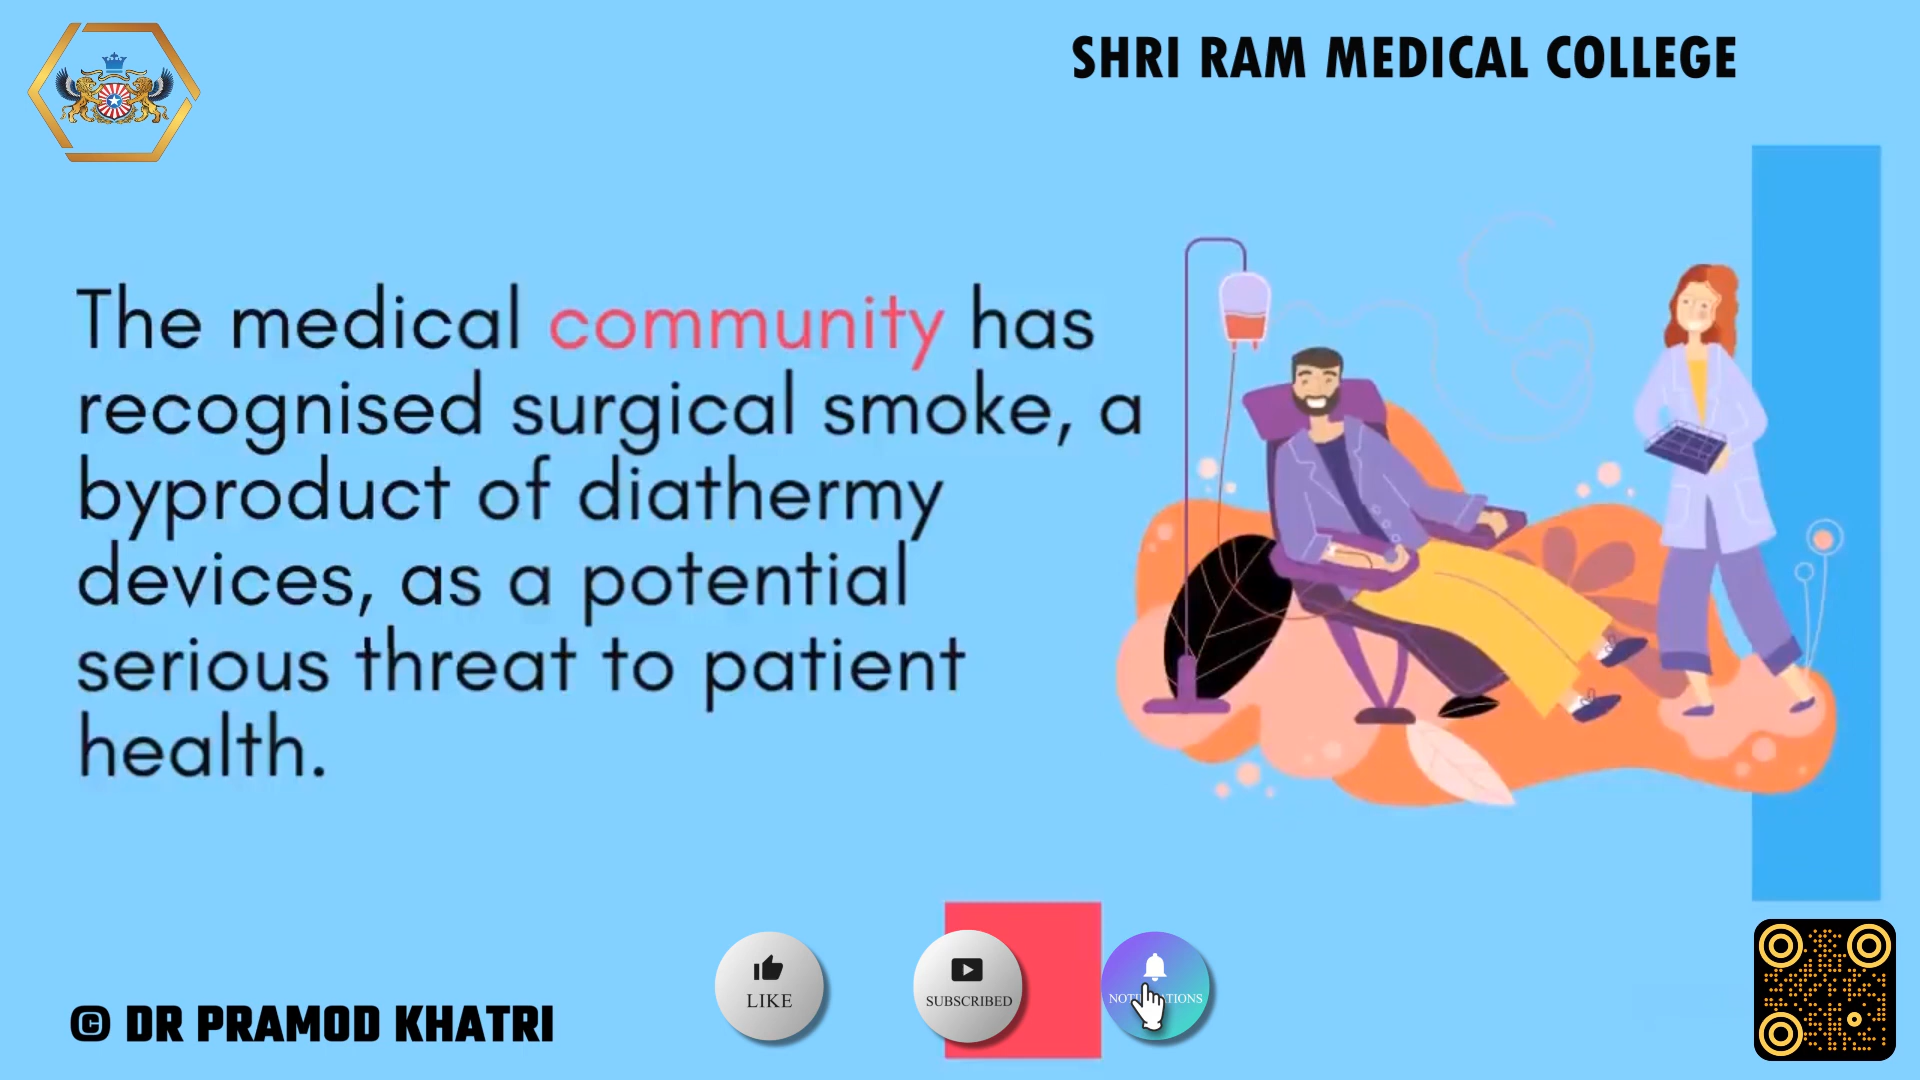 SHRI RAM MEDICAL COLLEGE
The medical community has
recognised surgical smoke, a
byproduct of diathermy
devices, as a potential
serious threat to patient
health.
LIKE
SUBSCRIBED
© DR PRAMOD KHATRI